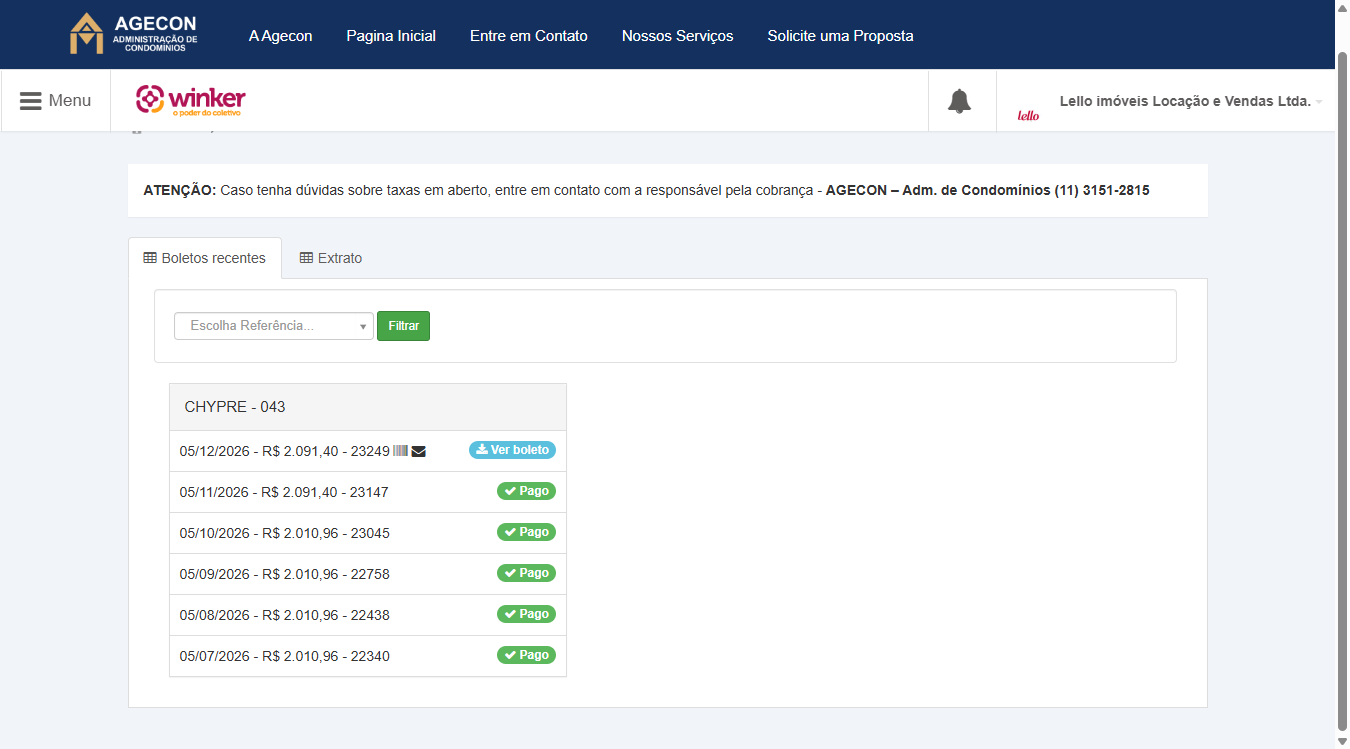 AGECON
ADMINISTRAÇÃO DE
CONDOMÍNIOS
A Agecon
Pagina Inicial
Entre em Contato
Nossos Serviços
Solicite uma Proposta
Menu
winker
o poder do coletivo
lello
Lello imóveis Locação e Vendas Ltda.
ATENÇÃO: Caso tenha dúvidas sobre taxas em aberto, entre em contato com a responsável pela cobrança - AGECON – Adm. de Condomínios (11) 3151-2815
Boletos recentes
Extrato
Escolha Referência...
Filtrar
CHYPRE - 043
05/12/2026 - R$ 2.091,40 - 23249 Ver boleto
05/11/2026 - R$ 2.091,40 - 23147 Pago
05/10/2026 - R$ 2.010,96 - 23045 Pago
05/09/2026 - R$ 2.010,96 - 22758 Pago
05/08/2026 - R$ 2.010,96 - 22438 Pago
05/07/2026 - R$ 2.010,96 - 22340 Pago